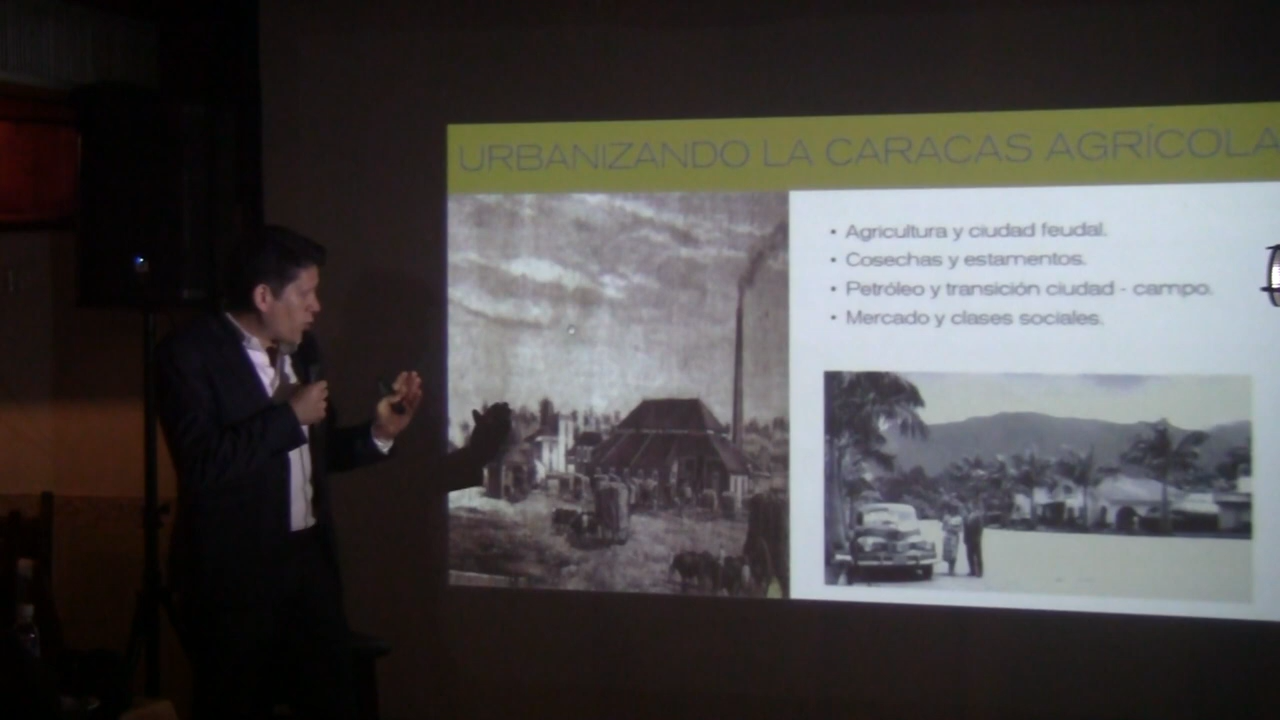 URBANIZANDO LA CARACAS AGRÍCOLA
• Agricultura y ciudad feudal.
• Cosechas y estamentos.
• Petróleo y transición ciudad - campo.
• Mercado y clases sociales.